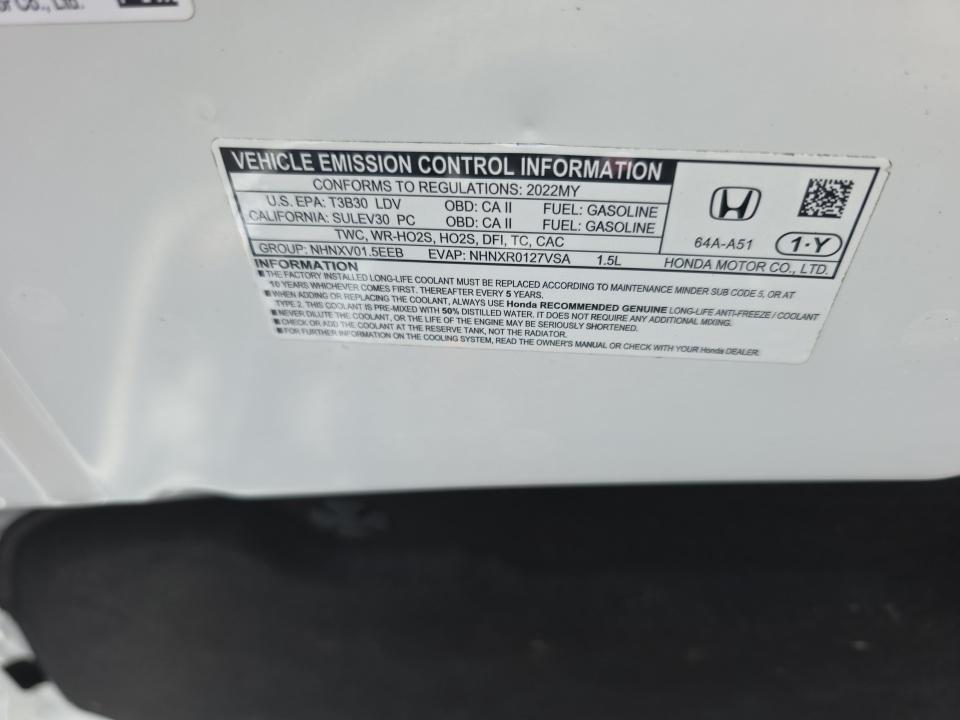 Co., Ltd.
VEHICLE EMISSION CONTROL INFORMATION
CONFORMS TO REGULATIONS: 2022MY
U.S. EPA: T3B30 LDV OBD: CA II FUEL: GASOLINE
CALIFORNIA: SULEV30 PC OBD: CA II FUEL: GASOLINE
TWC, WR-HO2S, HO2S, DFI, TC, CAC
GROUP: NHNXV01.5EEB EVAP: NHNXR0127VSA 1.5L
64A-A51 1·Y
HONDA MOTOR CO., LTD.
INFORMATION
■THE FACTORY INSTALLED LONG-LIFE COOLANT MUST BE REPLACED ACCORDING TO MAINTENANCE MINDER SUB CODE 5, OR AT
10 YEARS WHICHEVER COMES FIRST. THEREAFTER EVERY 5 YEARS.
■WHEN ADDING OR REPLACING THE COOLANT, ALWAYS USE Honda RECOMMENDED GENUINE LONG-LIFE ANTI-FREEZE / COOLANT
TYPE 2. THIS COOLANT IS PRE-MIXED WITH 50% DISTILLED WATER. IT DOES NOT REQUIRE ANY ADDITIONAL MIXING.
■NEVER DILUTE THE COOLANT, OR THE LIFE OF THE ENGINE MAY BE SERIOUSLY SHORTENED.
■CHECK OR ADD THE COOLANT AT THE RESERVE TANK, NOT THE RADIATOR.
■FOR FURTHER INFORMATION ON THE COOLING SYSTEM, READ THE OWNER'S MANUAL OR CHECK WITH YOUR Honda DEALER.